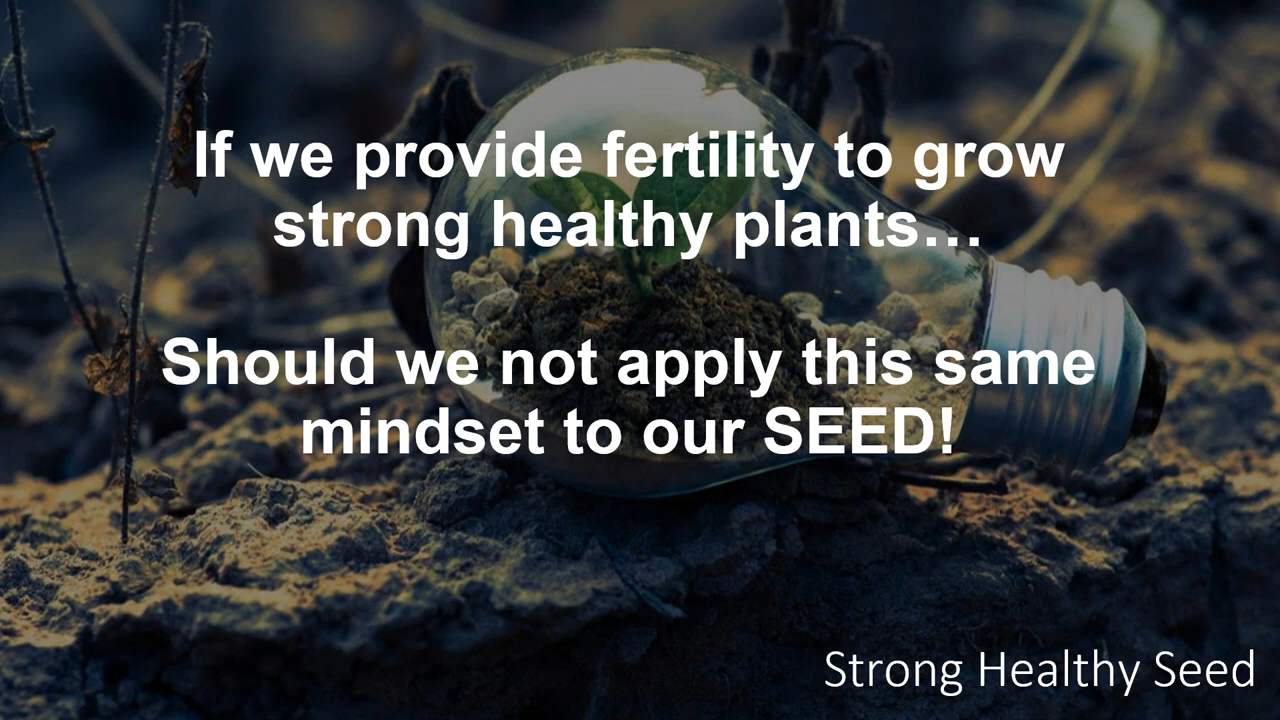 If we provide fertility to grow
strong healthy plants…
Should we not apply this same
mindset to our SEED!
Strong Healthy Seed